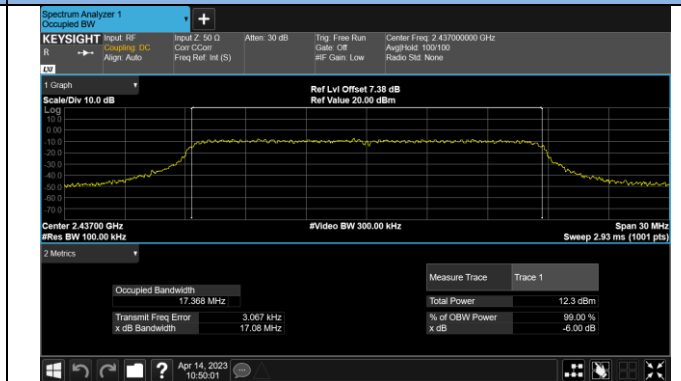 Spectrum Analyzer 1
Occupied BW
+
KEYSIGHT Input: RF Input Z: 50 Ω Atten: 30 dB Trig: Free Run Center Freq: 2.437000000 GHz
R Coupling: DC Corr CCorr Gate: Off Avg|Hold: 100/100
Align: Auto Freq Ref: Int (S) #IF Gain: Low Radio Std: None
LXI
1 Graph
Ref Lvl Offset 7.38 dB
Scale/Div 10.0 dB Ref Value 20.00 dBm
Log
10.0
0.00
-10.0
-20.0
-30.0
-40.0
-50.0
-60.0
-70.0
Center 2.43700 GHz #Video BW 300.00 kHz Span 30 MHz
#Res BW 100.00 kHz Sweep 2.93 ms (1001 pts)
2 Metrics
Measure Trace Trace 1
Occupied Bandwidth
17.368 MHz Total Power 12.3 dBm
Transmit Freq Error 3.067 kHz % of OBW Power 99.00 %
x dB Bandwidth 17.08 MHz x dB -6.00 dB
? Apr 14, 2023
10:50:01